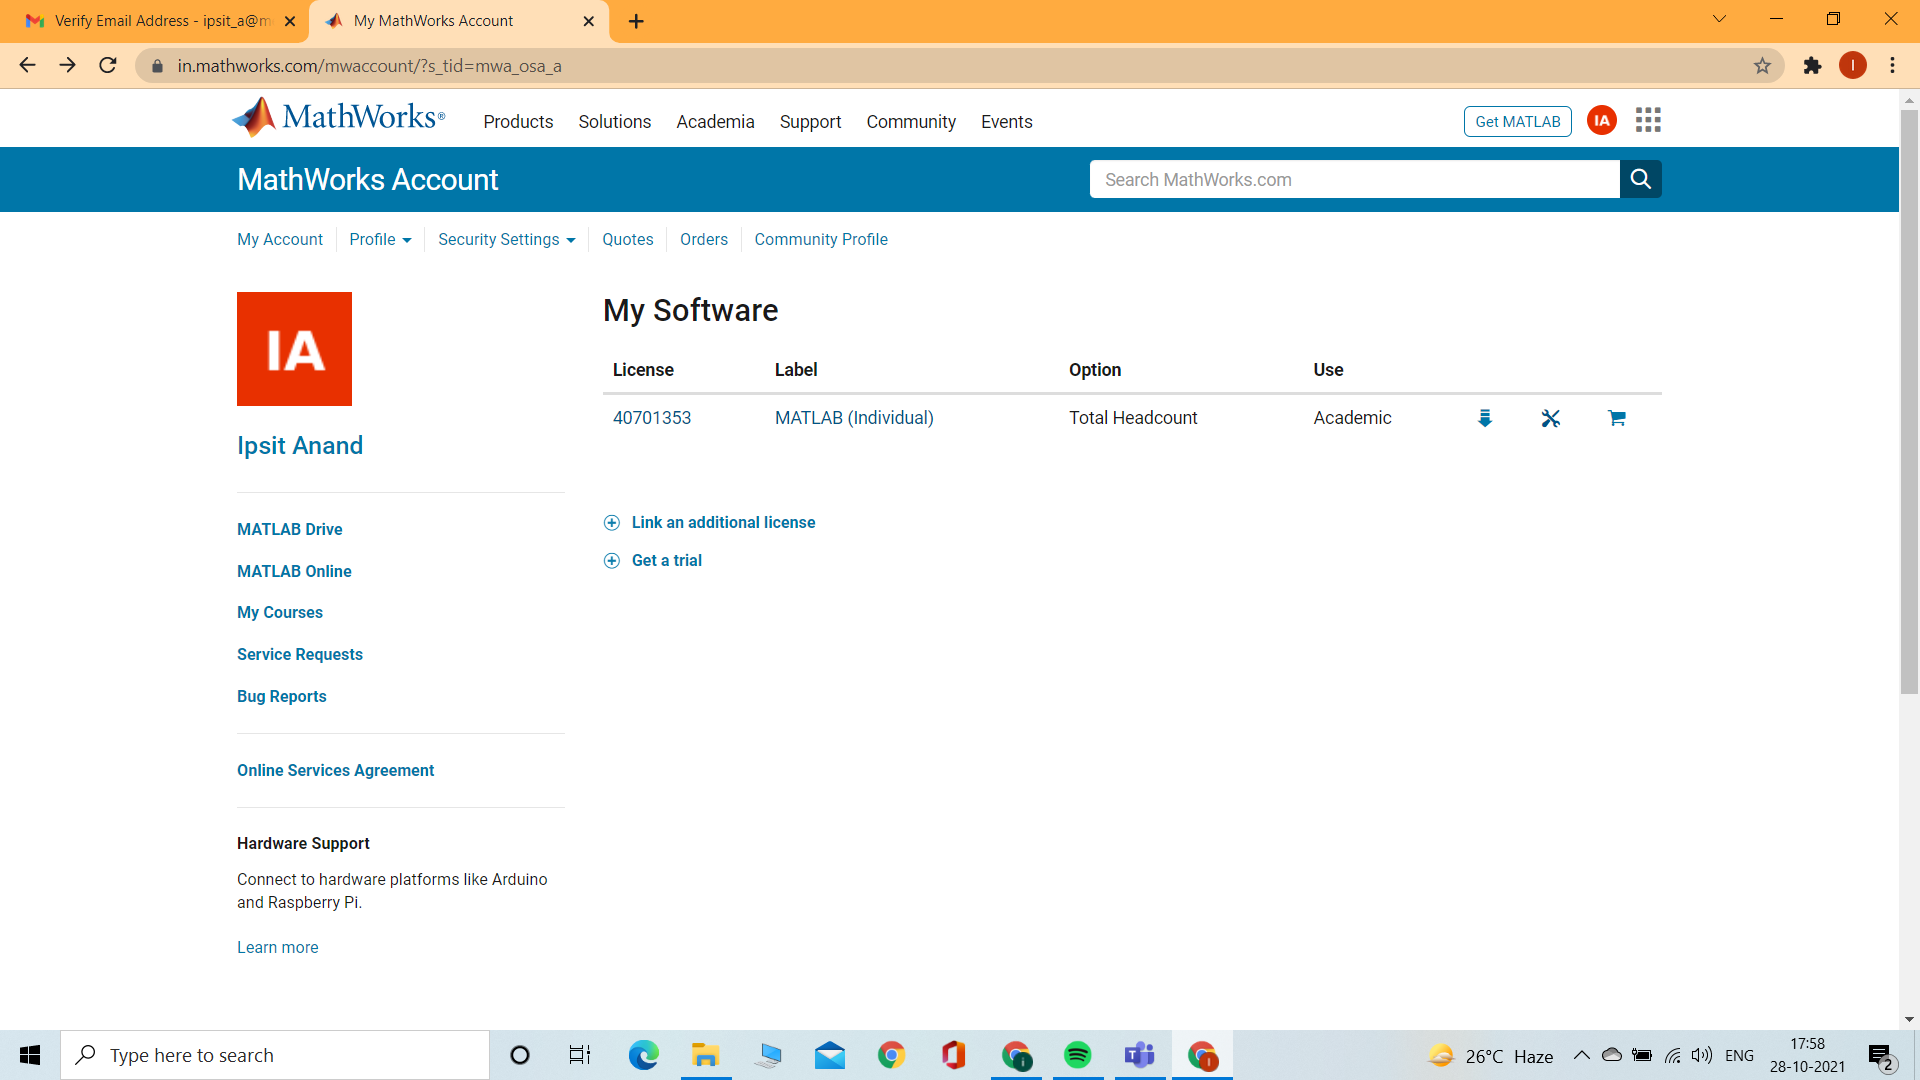 Verify Email Address - ipsit_a@m
My MathWorks Account
in.mathworks.com/mwaccount/?s_tid=mwa_osa_a
I
MathWorks®
Products Solutions Academia Support Community Events
Get MATLAB
IA
MathWorks Account
Search MathWorks.com
My Account Profile Security Settings Quotes Orders Community Profile
IA
Ipsit Anand
MATLAB Drive
MATLAB Online
My Courses
Service Requests
Bug Reports
Online Services Agreement
Hardware Support
Connect to hardware platforms like Arduino
and Raspberry Pi.
Learn more
My Software
License Label Option Use
40701353 MATLAB (Individual) Total Headcount Academic
Link an additional license
Get a trial
Type here to search
26°C Haze
ENG
17:58
28-10-2021
2